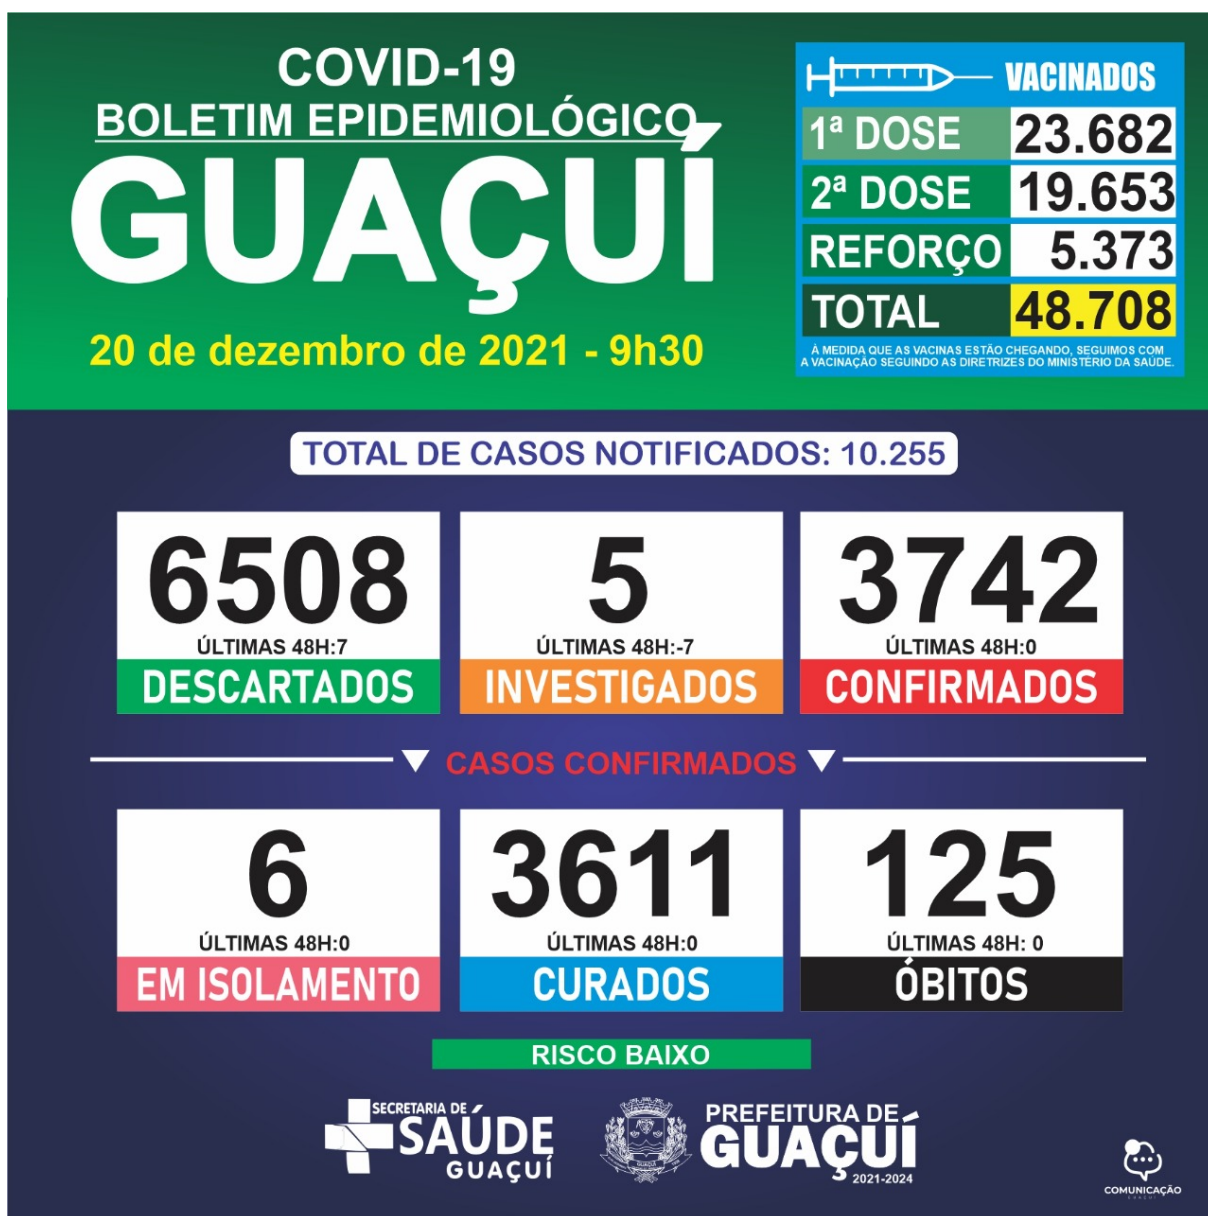 COVID-19
BOLETIM EPIDEMIOLÓGICO
GUAÇUÍ
20 de dezembro de 2021 - 9h30
VACINADOS
1ª DOSE 23.682
2ª DOSE 19.653
REFORÇO 5.373
TOTAL 48.708
À MEDIDA QUE AS VACINAS ESTÃO CHEGANDO, SEGUIMOS COM
A VACINAÇÃO SEGUINDO AS DIRETRIZES DO MINISTÉRIO DA SAÚDE.
TOTAL DE CASOS NOTIFICADOS: 10.255
6508
ÚLTIMAS 48H:7
DESCARTADOS
5
ÚLTIMAS 48H:-7
INVESTIGADOS
3742
ÚLTIMAS 48H:0
CONFIRMADOS
CASOS CONFIRMADOS
6
ÚLTIMAS 48H:0
EM ISOLAMENTO
3611
ÚLTIMAS 48H:0
CURADOS
125
ÚLTIMAS 48H: 0
ÓBITOS
RISCO BAIXO
SECRETARIA DE
SAÚDE
GUAÇUÍ
PREFEITURA DE
GUAÇUÍ
2021-2024
COMUNICAÇÃO